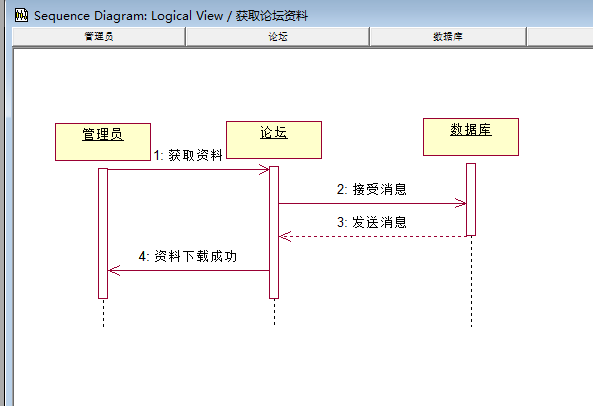 Sequence Diagram: Logical View / 获取论坛资料
管理员 论坛 数据库
管理员 论坛 数据库
1: 获取资料
2: 接受消息
3: 发送消息
4: 资料下载成功